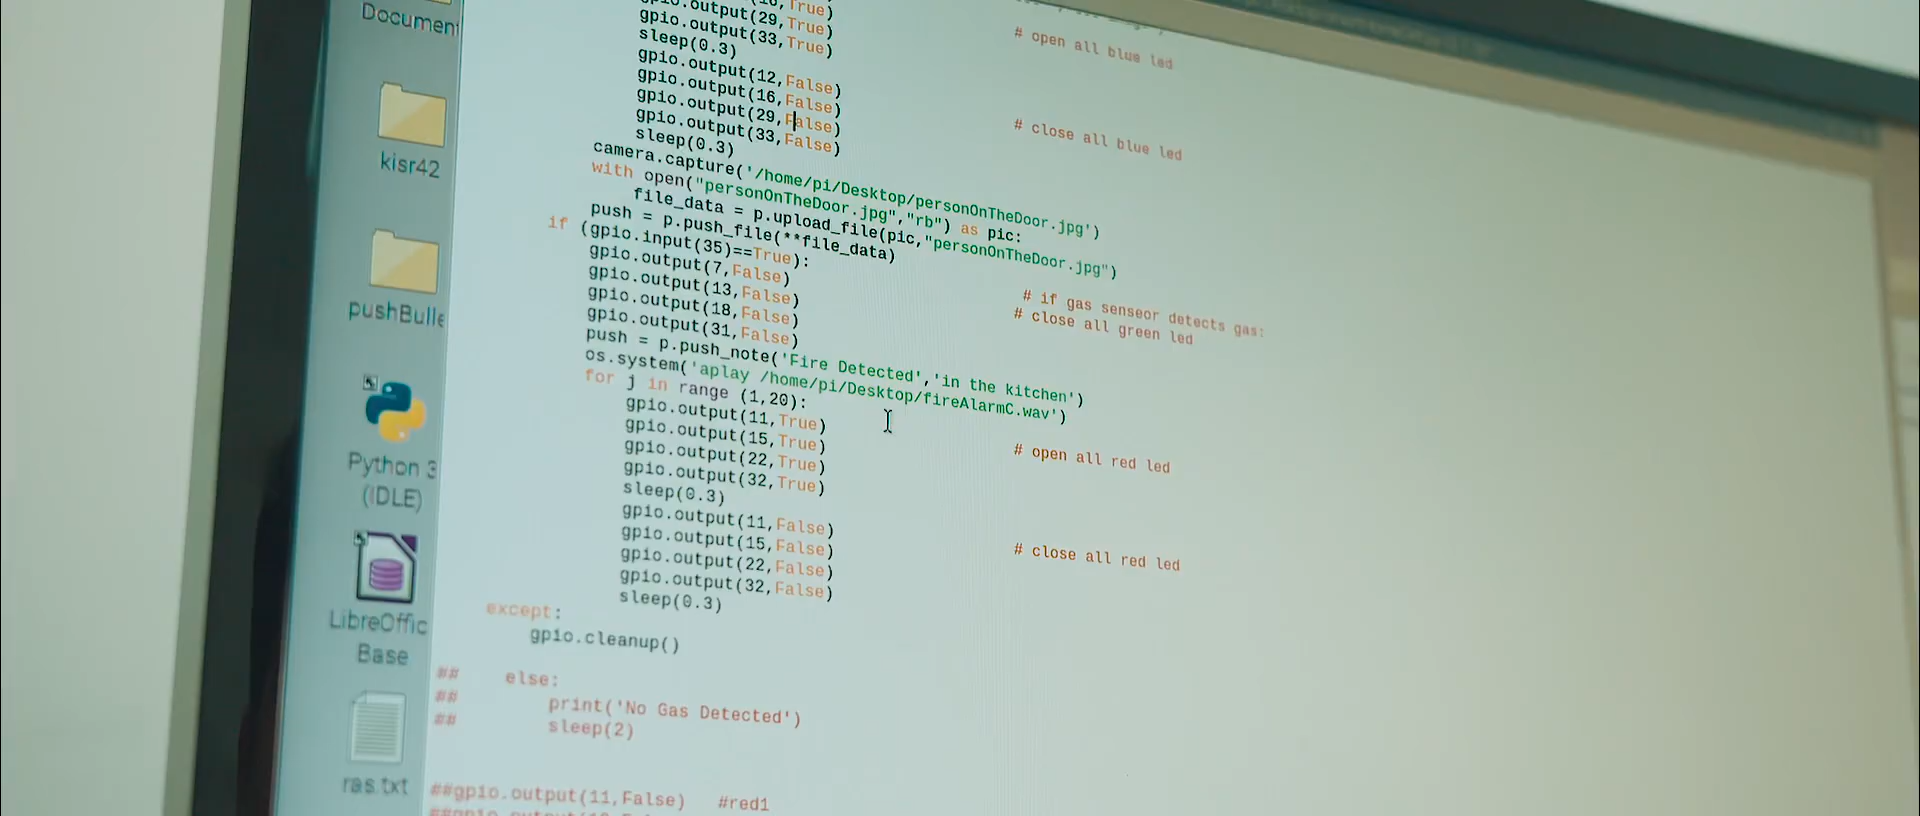 Documen
kisr42
pushBulle
Python 3
(IDLE)
LibreOffic
Base
ras.txt
True)
output(29,True)
gpio.output(33,True) # open all blue led
sleep(0.3)
gpio.output(12,False)
gpio.output(16,False)
gpio.output(29,False)
gpio.output(33,False) # close all blue led
sleep(0.3)
camera.capture('/home/pi/Desktop/personOnTheDoor.jpg')
with open("personOnTheDoor.jpg","rb") as pic:
file_data = p.upload_file(pic,"personOnTheDoor.jpg")
push = p.push_file(**file_data)
if (gpio.input(35)==True): # if gas senseor detects gas:
gpio.output(7,False) # close all green led
gpio.output(13,False)
gpio.output(18,False)
gpio.output(31,False)
push = p.push_note('Fire Detected','in the kitchen')
os.system('aplay /home/pi/Desktop/fireAlarmC.wav')
for j in range (1,20):
gpio.output(11,True)
gpio.output(15,True) # open all red led
gpio.output(22,True)
gpio.output(32,True)
sleep(0.3)
gpio.output(11,False)
gpio.output(15,False) # close all red led
gpio.output(22,False)
gpio.output(32,False)
sleep(0.3)
except:
gpio.cleanup()
## else:
## print('No Gas Detected')
## sleep(2)
##gpio.output(11,False) #red1